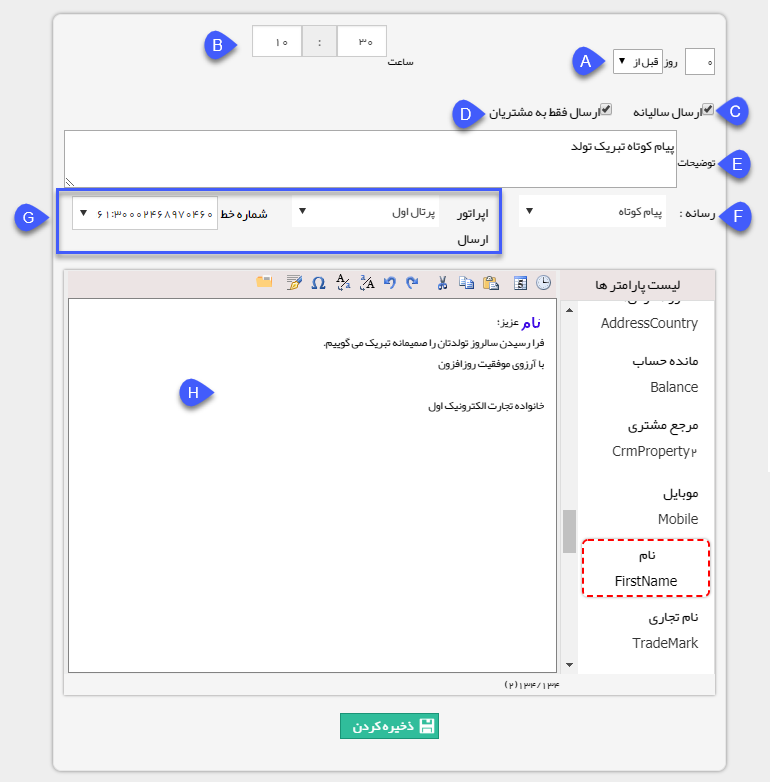 ۰ روز قبل از
۱۰ : ۳۰
ساعت
A
B
ارسال سالیانه
ارسال فقط به مشتریان
C
D
توضیحات
پیام کوتاه تبریک تولد
E
رسانه :
پیام کوتاه
F
اپراتور ارسال
پرتال اول
شماره خط
۶۱:۳۰۰۰۲۴۶۸۹۷۰۴۶۰
G
لیست پارامتر ها
AddressCountry
مانده حساب
Balance
مرجع مشتری
CrmProperty۲
موبایل
Mobile
نام
FirstName
نام تجاری
TradeMark
نام عزیز:
فرا رسیدن سالروز تولدتان را صمیمانه تبریک می گوییم.
با آرزوی موفقیت روزافزون
خانواده تجارت الکترونیک اول
H
۱۳۴/۱۳۴(۲)
ذخیره کردن